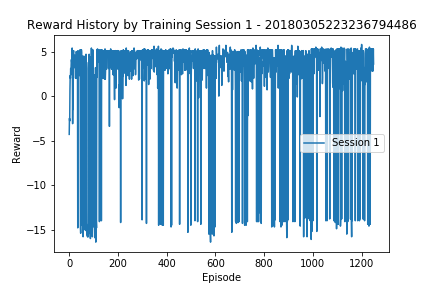 Reward History by Training Session 1 - 20180305223236794486
5
0
−5
−10
−15
Reward
Session 1
0 200 400 600 800 1000 1200
Episode